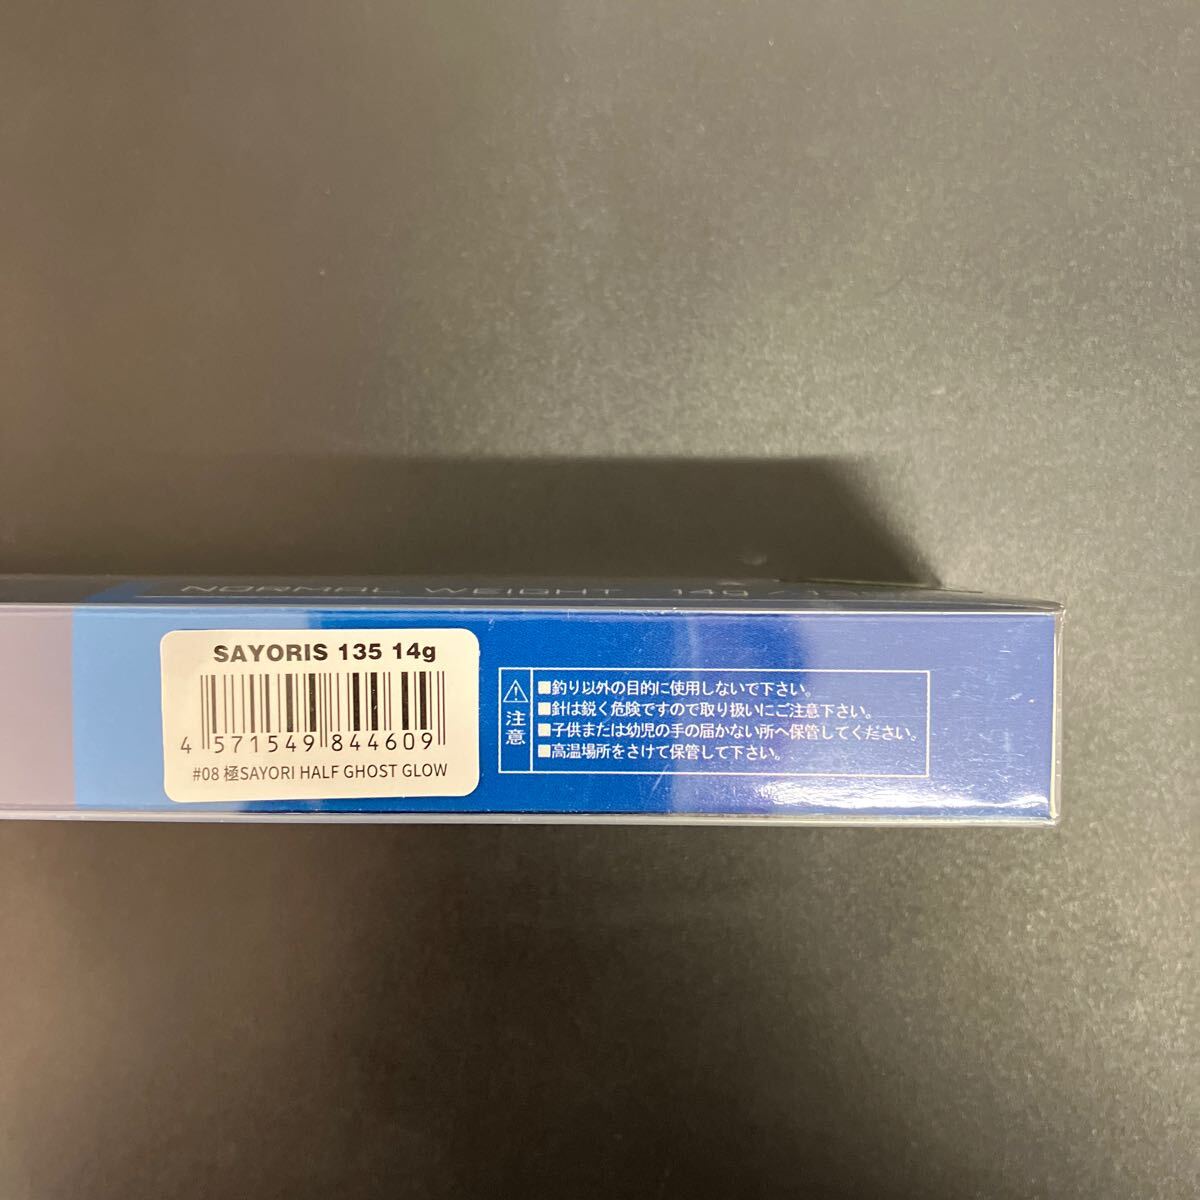 NORMAL WEIGHT 14g
SAYORIS 135 14g
4 571549 844609
#08 極SAYORI HALF GHOST GLOW
注意
■釣り以外の目的に使用しないで下さい。
■針は鋭く危険ですので取り扱いにご注意下さい。
■子供または幼児の手の届かない所へ保管してください。
■高温場所をさけて保管して下さい。